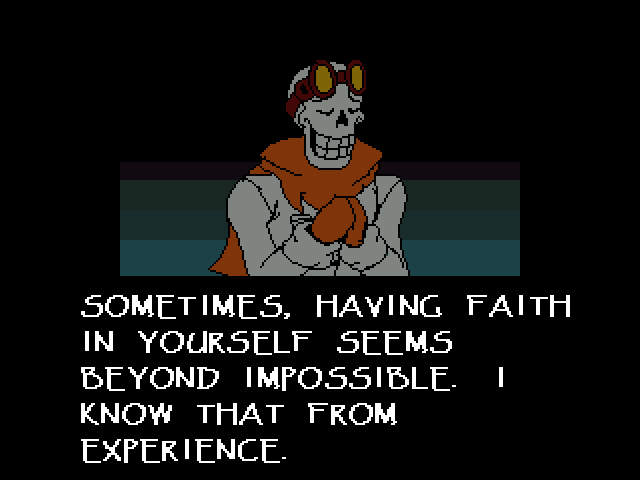 SOMETIMES, HAVING FAITH
IN YOURSELF SEEMS
BEYOND IMPOSSIBLE. I
KNOW THAT FROM
EXPERIENCE.